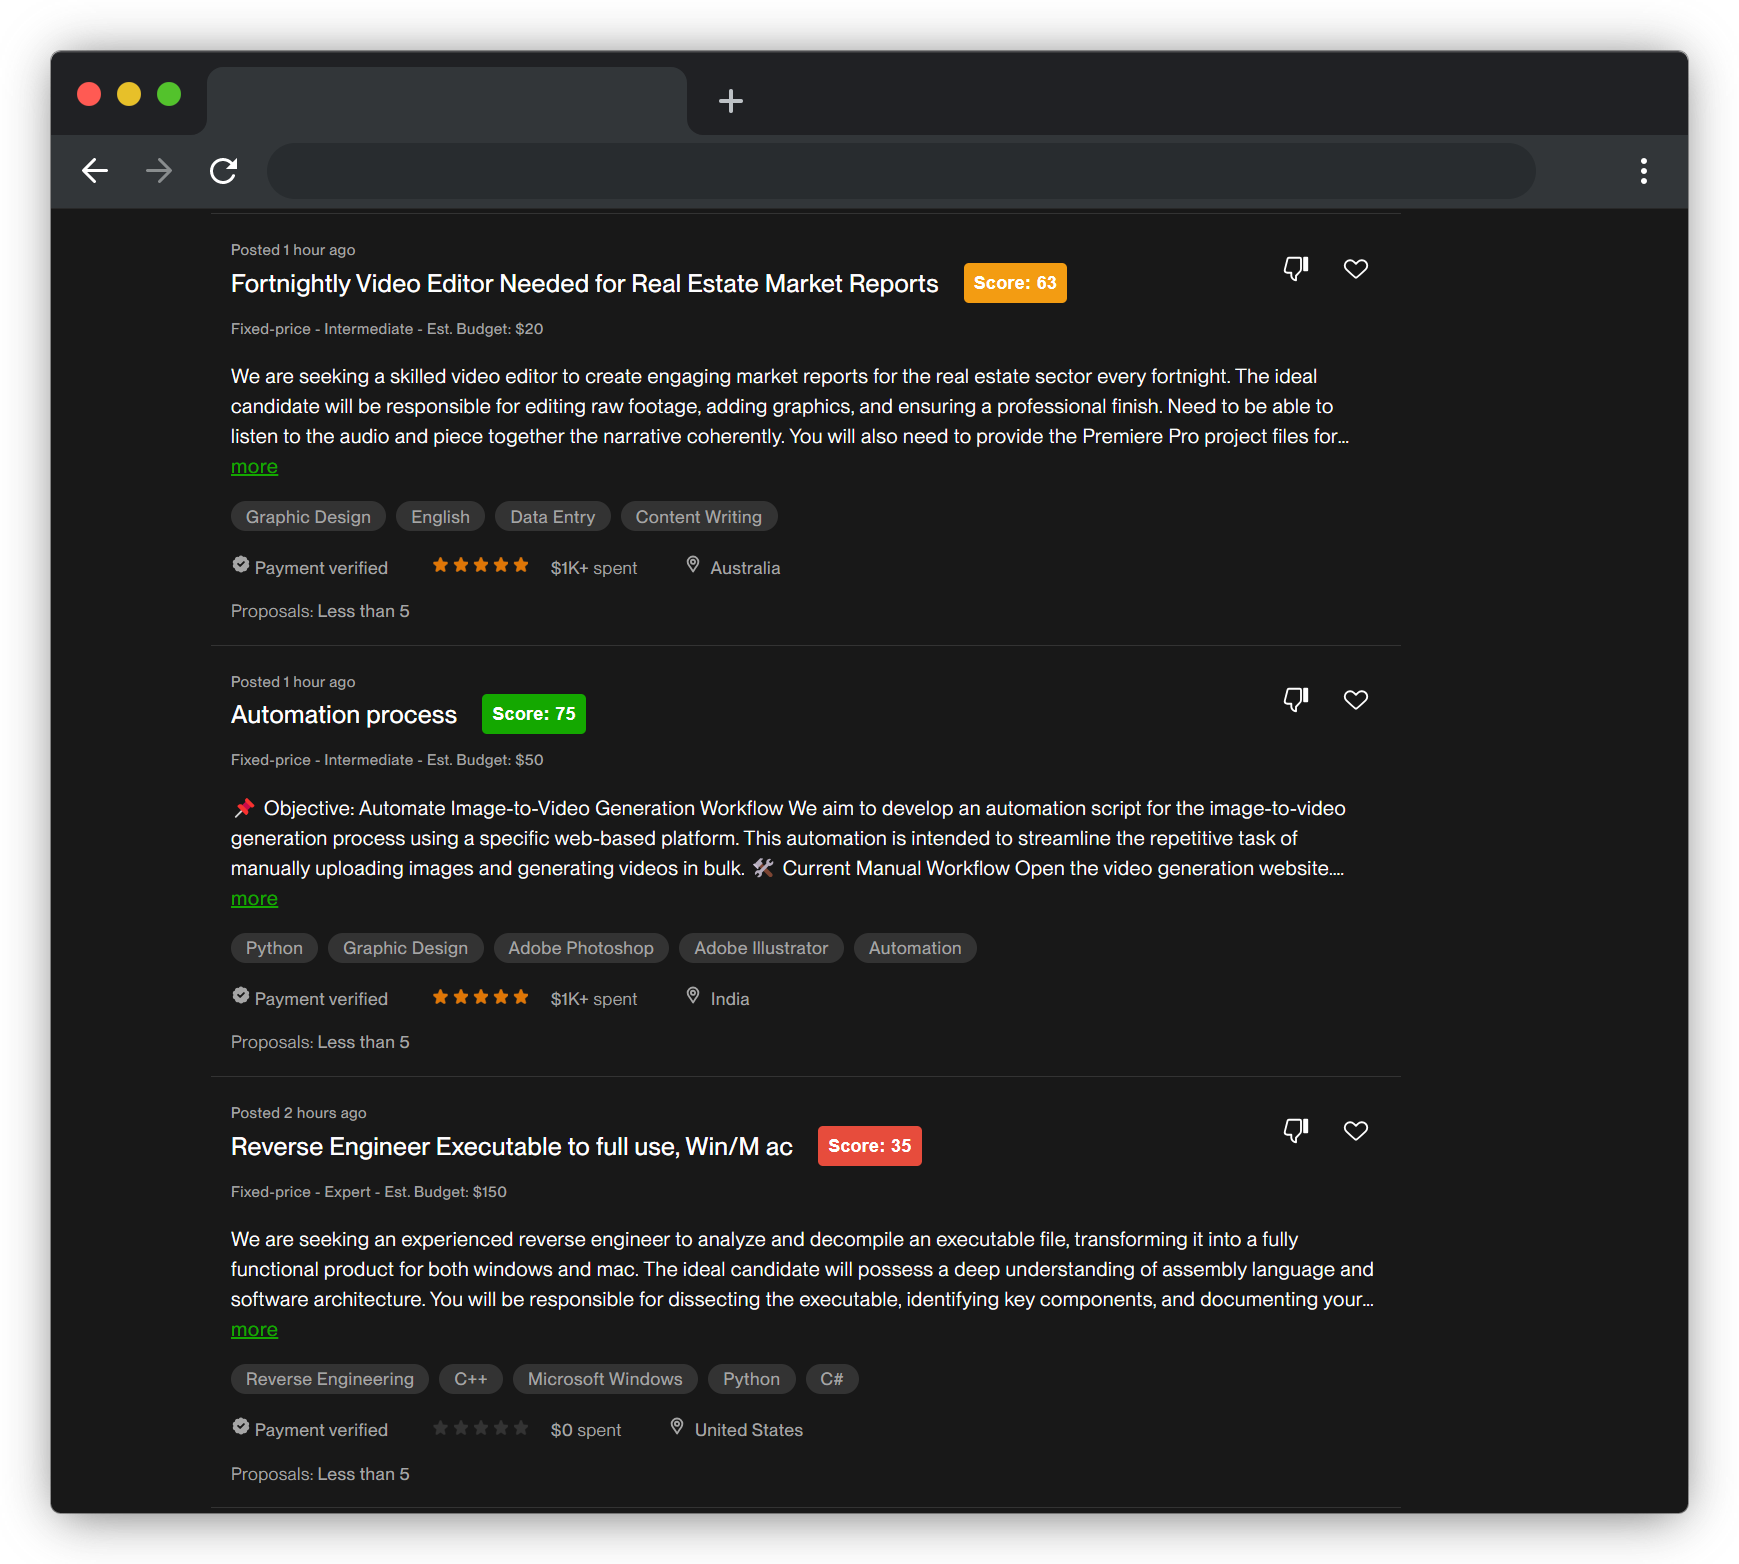 Posted 1 hour ago
Fortnightly Video Editor Needed for Real Estate Market Reports Score: 63
Fixed-price - Intermediate - Est. Budget: $20
We are seeking a skilled video editor to create engaging market reports for the real estate sector every fortnight. The ideal
candidate will be responsible for editing raw footage, adding graphics, and ensuring a professional finish. Need to be able to
listen to the audio and piece together the narrative coherently. You will also need to provide the Premiere Pro project files for...
more
Graphic Design English Data Entry Content Writing
Payment verified $1K+ spent Australia
Proposals: Less than 5
Posted 1 hour ago
Automation process Score: 75
Fixed-price - Intermediate - Est. Budget: $50
📌 Objective: Automate Image-to-Video Generation Workflow We aim to develop an automation script for the image-to-video
generation process using a specific web-based platform. This automation is intended to streamline the repetitive task of
manually uploading images and generating videos in bulk. 🛠️ Current Manual Workflow Open the video generation website....
more
Python Graphic Design Adobe Photoshop Adobe Illustrator Automation
Payment verified $1K+ spent India
Proposals: Less than 5
Posted 2 hours ago
Reverse Engineer Executable to full use, Win/M ac Score: 35
Fixed-price - Expert - Est. Budget: $150
We are seeking an experienced reverse engineer to analyze and decompile an executable file, transforming it into a fully
functional product for both windows and mac. The ideal candidate will possess a deep understanding of assembly language and
software architecture. You will be responsible for dissecting the executable, identifying key components, and documenting your...
more
Reverse Engineering C++ Microsoft Windows Python C#
Payment verified $0 spent United States
Proposals: Less than 5